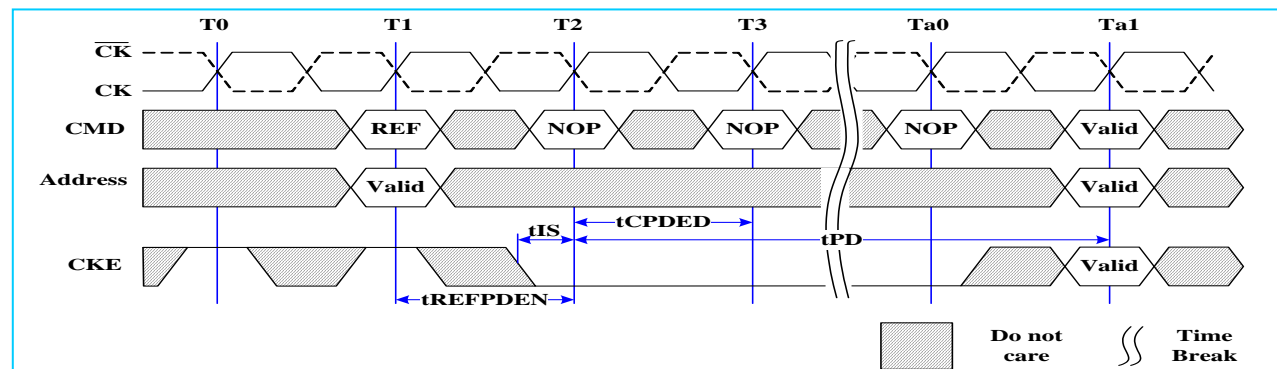 T0 T1 T2 T3 Ta0 Ta1
CK
CK
CMD REF NOP NOP NOP Valid
Address Valid Valid
tIS tCPDED
tPD
CKE Valid
tREFPDEN
Do not care
Time Break